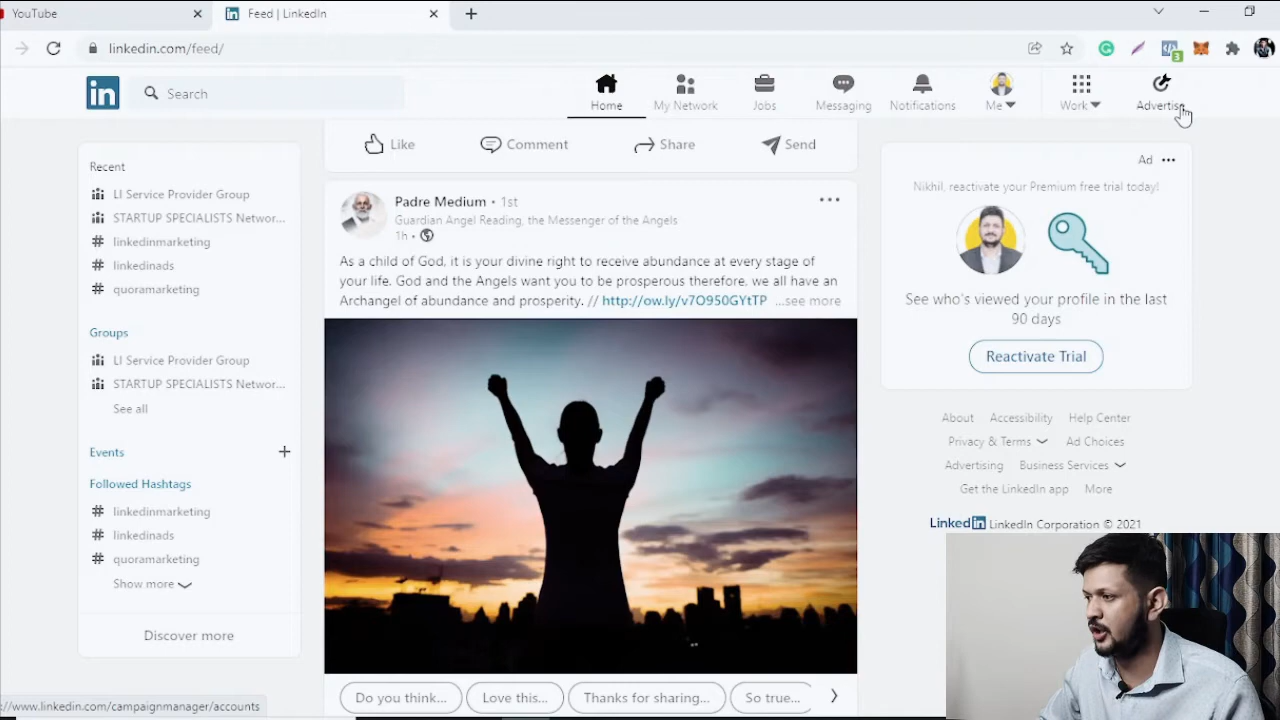 YouTube
Feed | LinkedIn
linkedin.com/feed/
3
in
Search
Home
My Network
Jobs
Messaging
Notifications
Me
Work
Advertise
Like
Comment
Share
Send
Recent
LI Service Provider Group
STARTUP SPECIALISTS Networ...
# linkedinmarketing
# linkedinads
# quoramarketing
Groups
LI Service Provider Group
STARTUP SPECIALISTS Networ...
See all
Events
Followed Hashtags
# linkedinmarketing
# linkedinads
# quoramarketing
Show more
Discover more
Padre Medium • 1st
Guardian Angel Reading, the Messenger of the Angels
1h •
As a child of God, it is your divine right to receive abundance at every stage of
your life. God and the Angels want you to be prosperous therefore, we all have an
Archangel of abundance and prosperity. // http://ow.ly/v7O950GYtTP ...see more
Do you think...
Love this...
Thanks for sharing...
So true...
Ad
Nikhil, reactivate your Premium free trial today!
See who's viewed your profile in the last
90 days
Reactivate Trial
About Accessibility Help Center
Privacy & Terms Ad Choices
Advertising Business Services
Get the LinkedIn app More
Linked in LinkedIn Corporation © 2021
://www.linkedin.com/campaignmanager/accounts